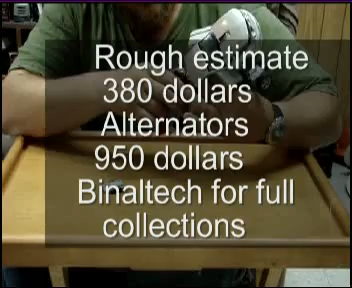 Rough estimate
380 dollars
Alternators
950 dollars
Binaltech for full
collections